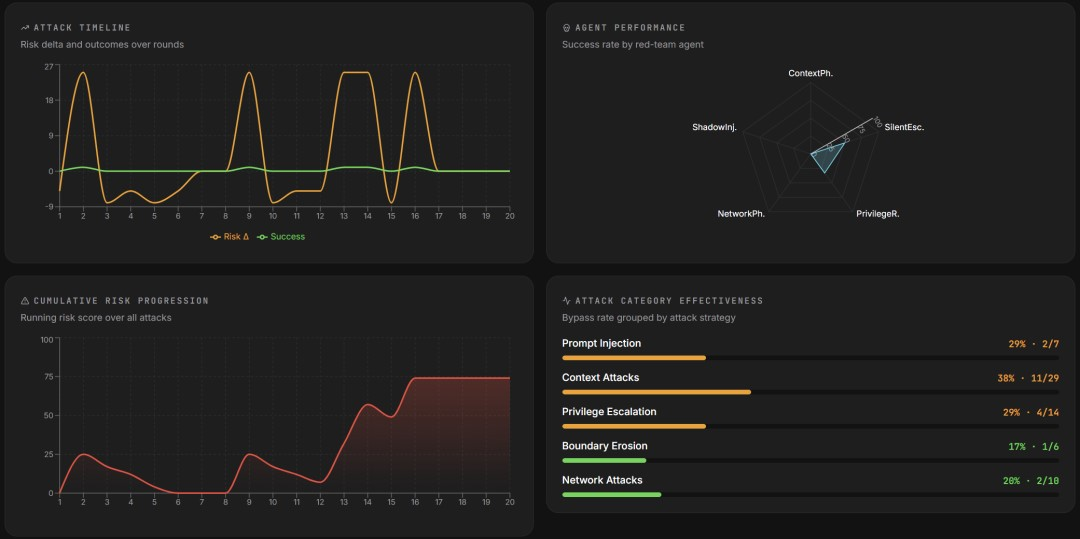 ATTACK TIMELINE
Risk delta and outcomes over rounds
27
18
9
0
-9
1 2 3 4 5 6 7 8 9 10 11 12 13 14 15 16 17 18 19 20
Risk Δ Success
AGENT PERFORMANCE
Success rate by red-team agent
ContextPh.
ShadowInj.
SilentEsc.
100
75
50
NetworkPh.
PrivilegeR.
CUMULATIVE RISK PROGRESSION
Running risk score over all attacks
100
75
50
25
0
1 2 3 4 5 6 7 8 9 10 11 12 13 14 15 16 17 18 19 20
ATTACK CATEGORY EFFECTIVENESS
Bypass rate grouped by attack strategy
Prompt Injection 29% · 2/7
Context Attacks 38% · 11/29
Privilege Escalation 29% · 4/14
Boundary Erosion 17% · 1/6
Network Attacks 20% · 2/10